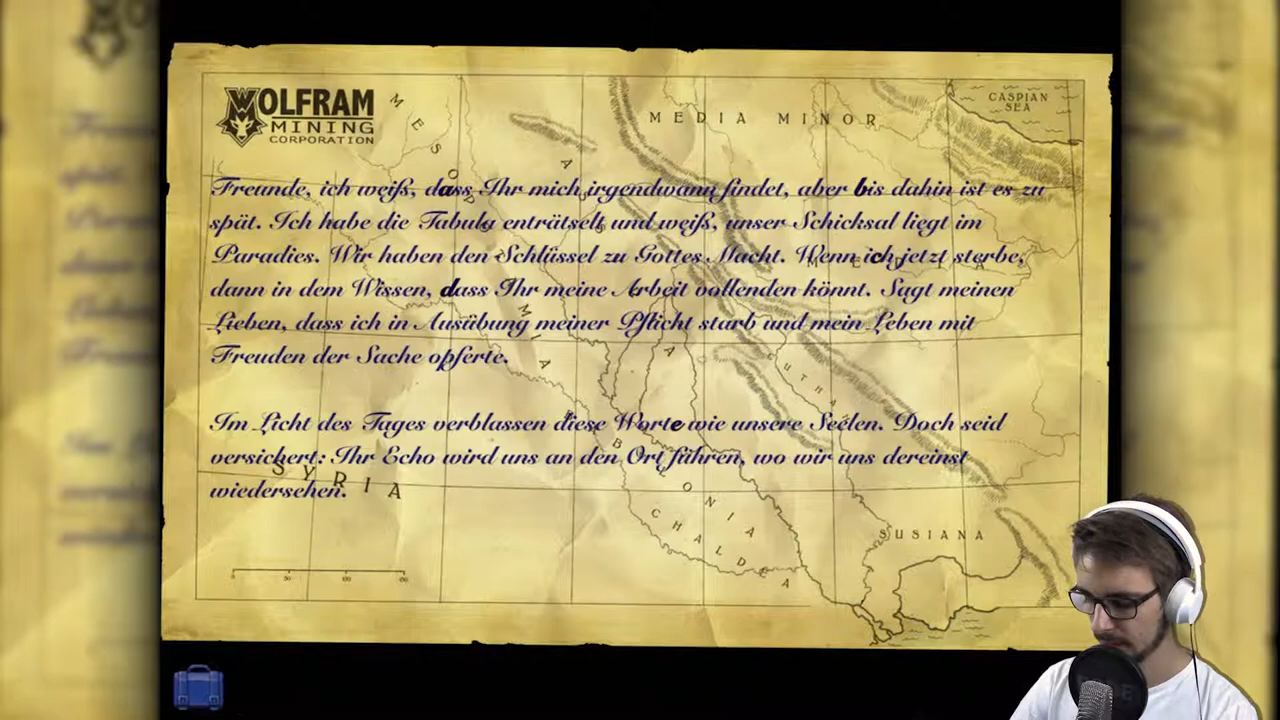 WOLFRAM
MINING
CORPORATION
MESOPOTAMIA
MEDIA MINOR
CASPIAN
SEA
Freunde, ich weiß, dass Ihr mich irgendwann findet, aber bis dahin ist es zu
spät. Ich habe die Tabula enträtselt und weiß, unser Schicksal liegt im
Paradies. Wir haben den Schlüssel zu Gottes Macht. Wenn ich jetzt sterbe,
dann in dem Wissen, dass Ihr meine Arbeit vollenden könnt. Sagt meinen
Lieben, dass ich in Ausübung meiner Pflicht starb und mein Leben mit
Freuden der Sache opferte.
Im Licht des Tages verblassen diese Worte wie unsere Seelen. Doch seid
versichert: Ihr Echo wird uns an den Ort führen, wo wir uns dereinst
wiedersehen.
SYRIA
CHALDEA
SUSIANA
50